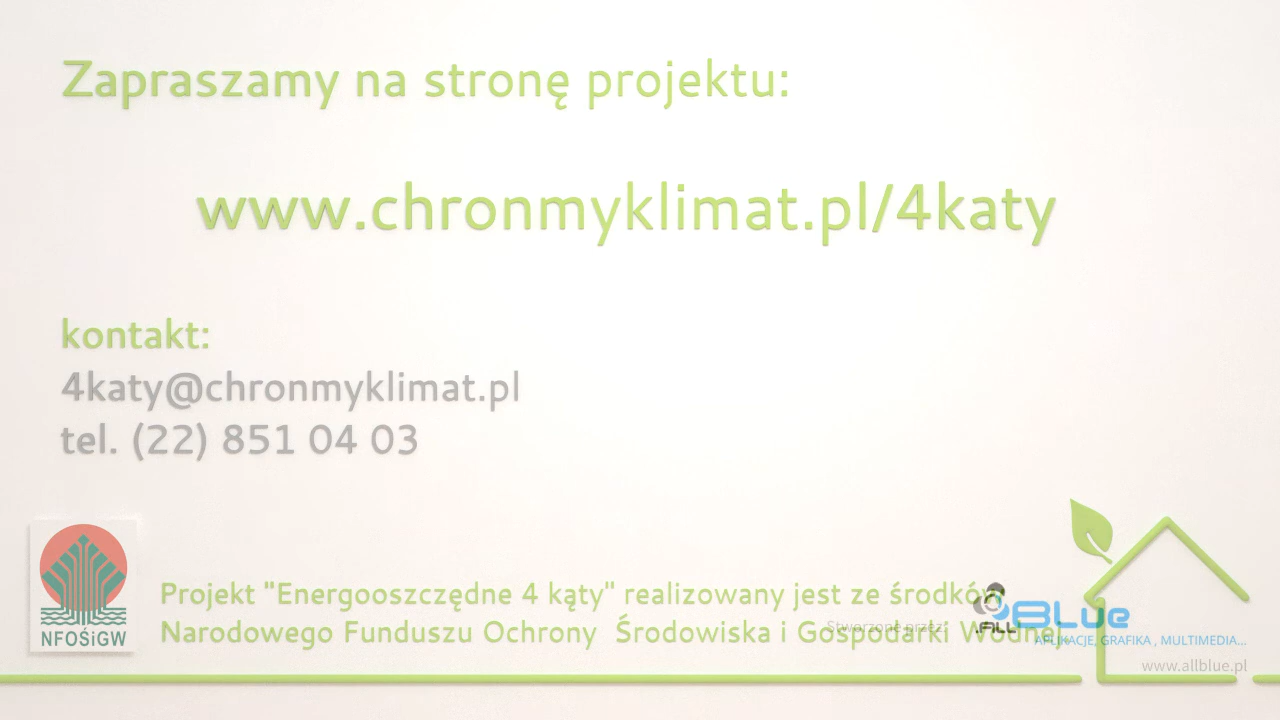 Zapraszamy na stronę projektu:
www.chronmyklimat.pl/4katy
kontakt:
4katy@chronmyklimat.pl
tel. (22) 851 04 03
NFOŚiGW
Projekt "Energooszczędne 4 kąty" realizowany jest ze środków
Narodowego Funduszu Ochrony Środowiska i Gospodarki Wodnej.
Stworzone przez:
.ALL BLue
APLIKACJE, GRAFIKA , MULTIMEDIA...
www.allblue.pl